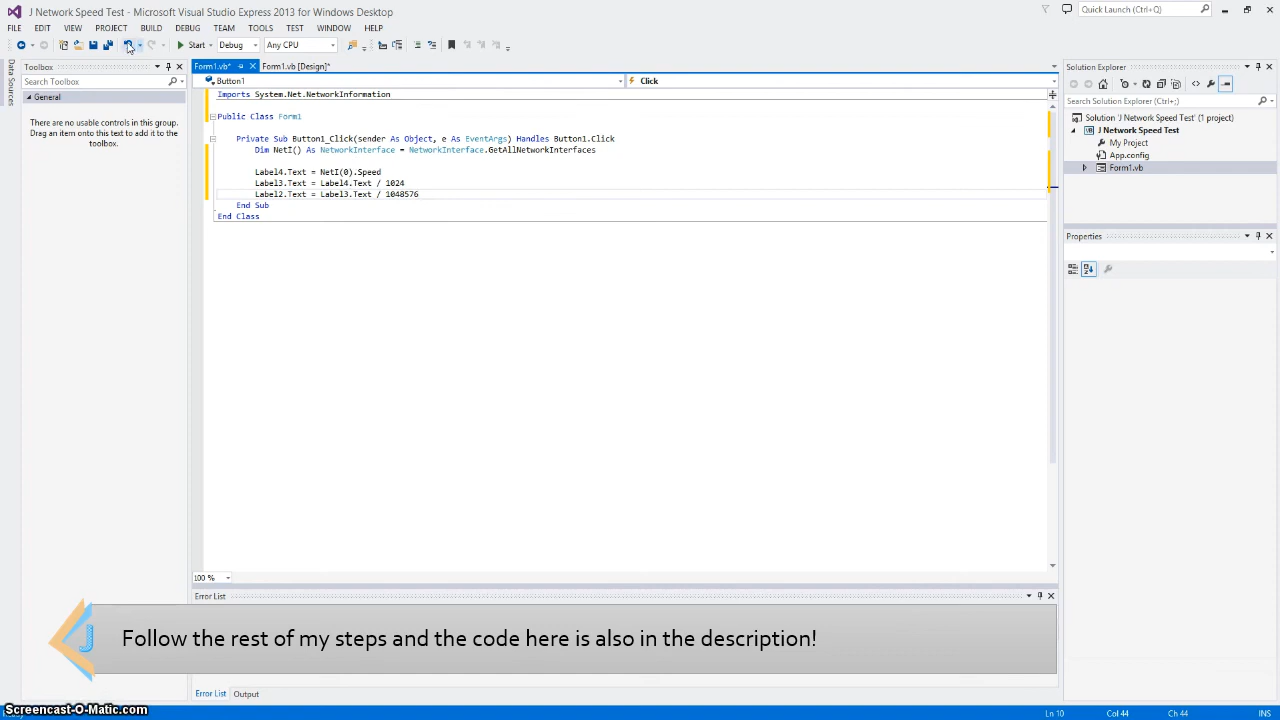 J Network Speed Test - Microsoft Visual Studio Express 2013 for Windows Desktop
Quick Launch (Ctrl+Q)
FILE EDIT VIEW PROJECT BUILD DEBUG TEAM TOOLS TEST WINDOW HELP
Start Debug Any CPU
Data Sources
Toolbox
Search Toolbox
General
There are no usable controls in this group.
Drag an item onto this text to add it to the
toolbox.
Form1.vb* Form1.vb [Design]*
Button1 Click
Imports System.Net.NetworkInformation
Public Class Form1
Private Sub Button1_Click(sender As Object, e As EventArgs) Handles Button1.Click
Dim NetI() As NetworkInterface = NetworkInterface.GetAllNetworkInterfaces
Label4.Text = NetI(0).Speed
Label3.Text = Label4.Text / 1024
Label2.Text = Label3.Text / 1048576
End Sub
End Class
100 %
Solution Explorer
Search Solution Explorer (Ctrl+;)
Solution 'J Network Speed Test' (1 project)
J Network Speed Test
My Project
App.config
Form1.vb
Properties
Error List
Follow the rest of my steps and the code here is also in the description!
J
Error List Output
Screencast-O-Matic.com
Ln 10 Col 44 Ch 44 INS